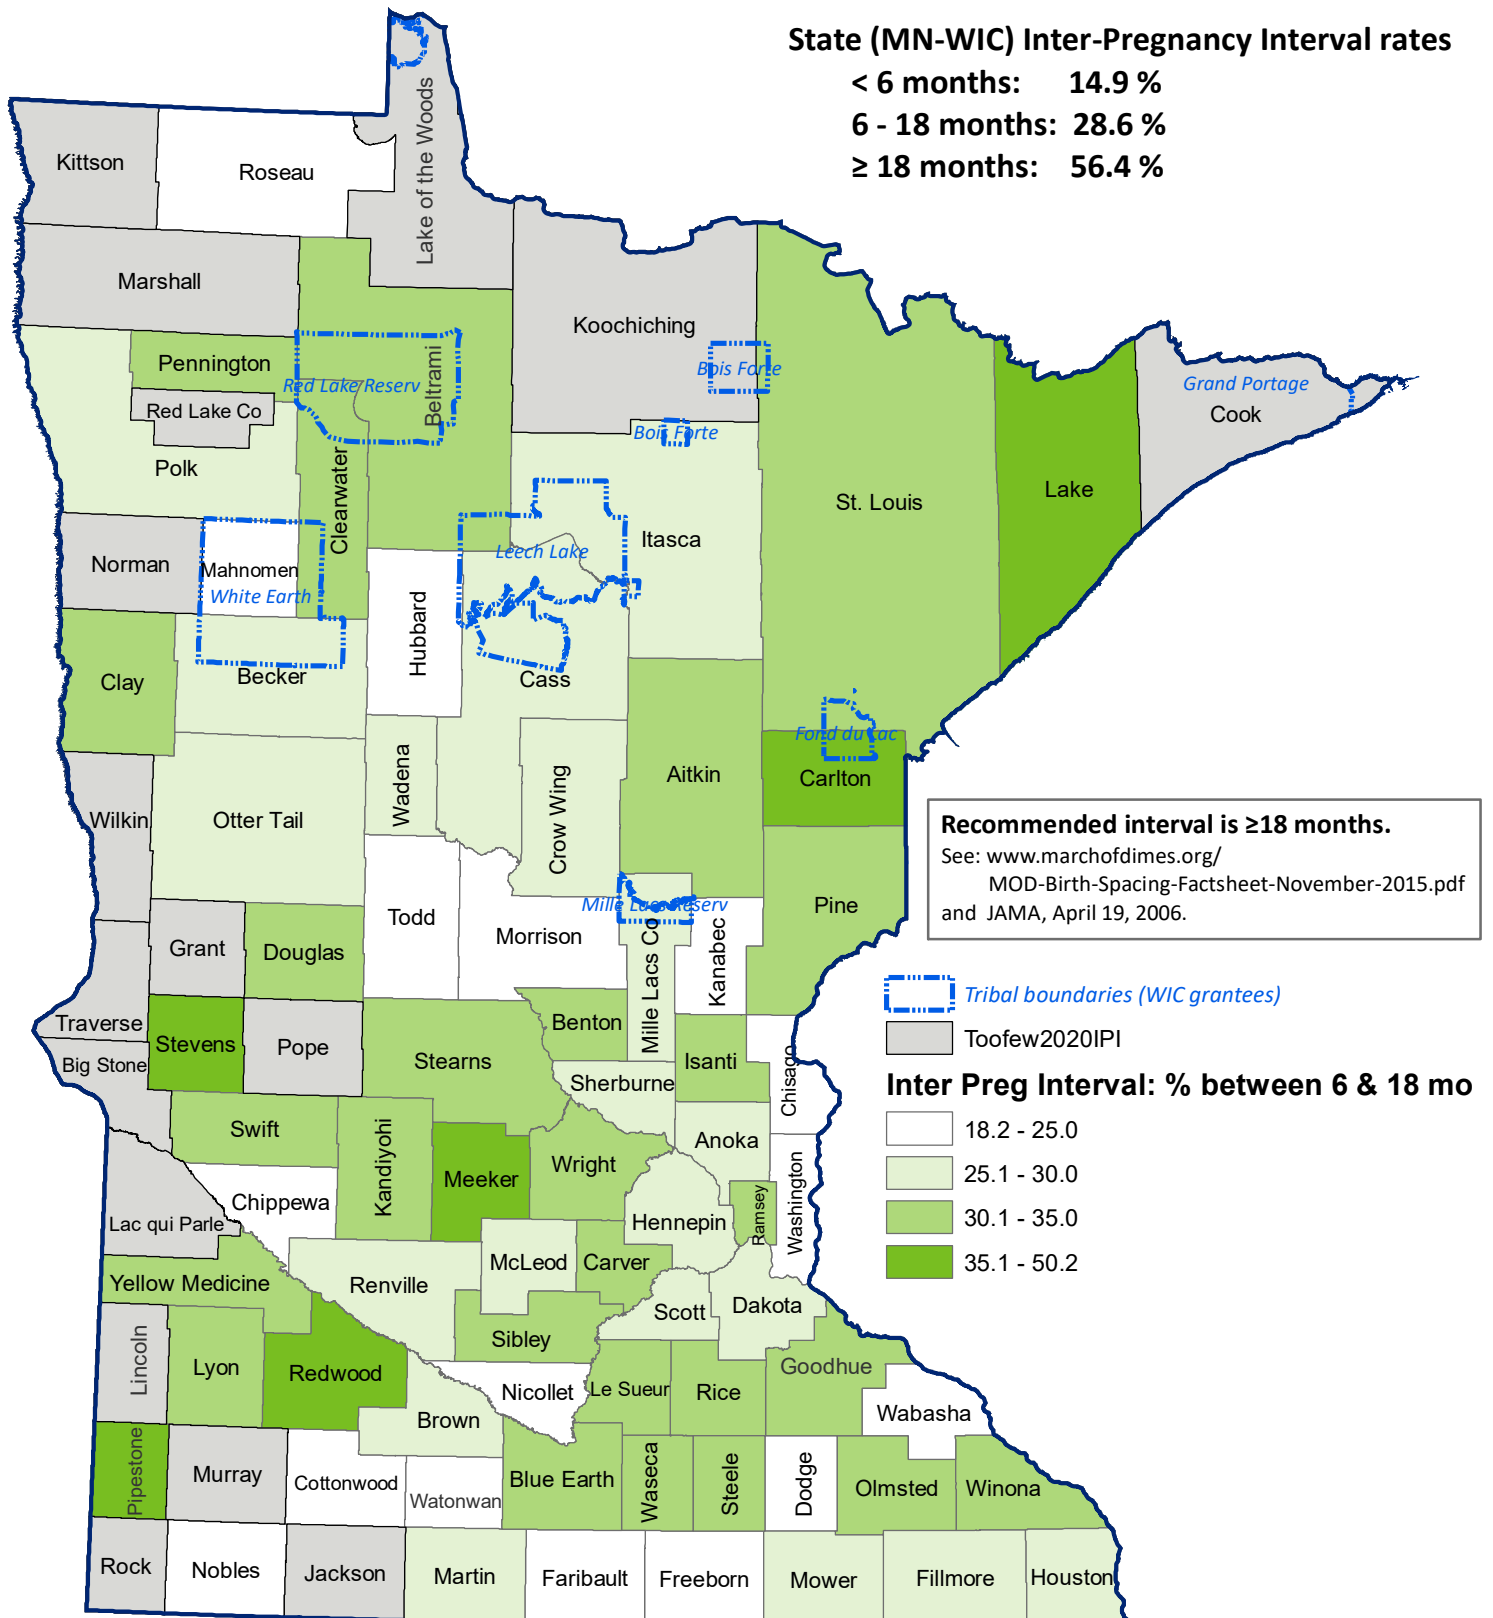 State (MN-WIC) Inter-Pregnancy Interval rates
< 6 months: 14.9 %
6 - 18 months: 28.6 %
≥ 18 months: 56.4 %
Kittson
Roseau
Lake of the Woods
Marshall
Koochiching
Pennington
Red Lake Reserv
Beltrami
Bois Forte
Grand Portage
Cook
Red Lake Co
Bois Forte
Polk
Clearwater
Lake
St. Louis
Itasca
Leech Lake
Norman
Mahnomen
White Earth
Hubbard
Clay
Becker
Cass
Fond du Lac
Carlton
Aitkin
Wadena
Crow Wing
Wilkin
Otter Tail
Recommended interval is ≥18 months.
See: www.marchofdimes.org/
MOD-Birth-Spacing-Factsheet-November-2015.pdf
and JAMA, April 19, 2006.
Mille Lacs Reserv
Pine
Todd
Morrison
Mille Lacs Co
Kanabec
Grant
Douglas
Tribal boundaries (WIC grantees)
Toofew2020IPI
Inter Preg Interval: % between 6 & 18 mo
18.2 - 25.0
25.1 - 30.0
30.1 - 35.0
35.1 - 50.2
Traverse
Stevens
Pope
Stearns
Benton
Isanti
Chisago
Big Stone
Sherburne
Swift
Kandiyohi
Meeker
Wright
Anoka
Washington
Chippewa
Lac qui Parle
Hennepin
Ramsey
McLeod
Carver
Yellow Medicine
Renville
Scott
Dakota
Sibley
Lincoln
Lyon
Redwood
Nicollet
Le Sueur
Rice
Goodhue
Brown
Wabasha
Pipestone
Murray
Cottonwood
Watonwan
Blue Earth
Waseca
Steele
Dodge
Olmsted
Winona
Rock
Nobles
Jackson
Martin
Faribault
Freeborn
Mower
Fillmore
Houston